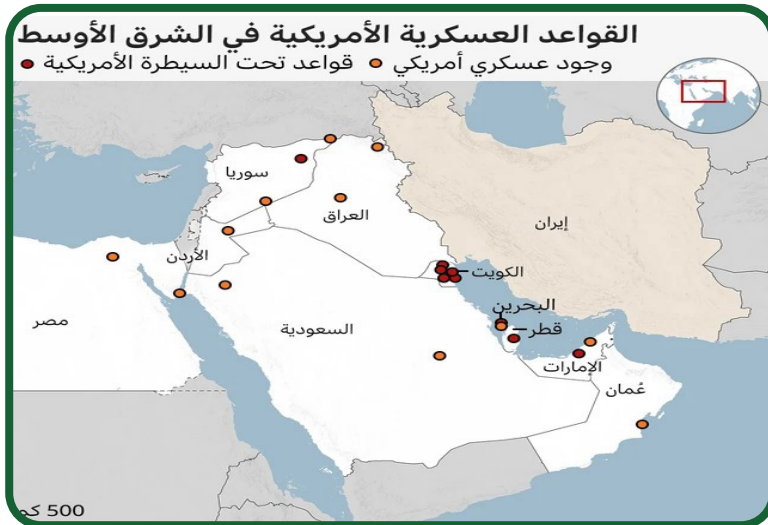 القواعد العسكرية الأمريكية في الشرق الأوسط
وجود عسكري أمريكي قواعد تحت السيطرة الأمريكية
سوريا
العراق
إيران
الأردن
الكويت
مصر
البحرين
السعودية
قطر
الإمارات
عُمان
500 كم